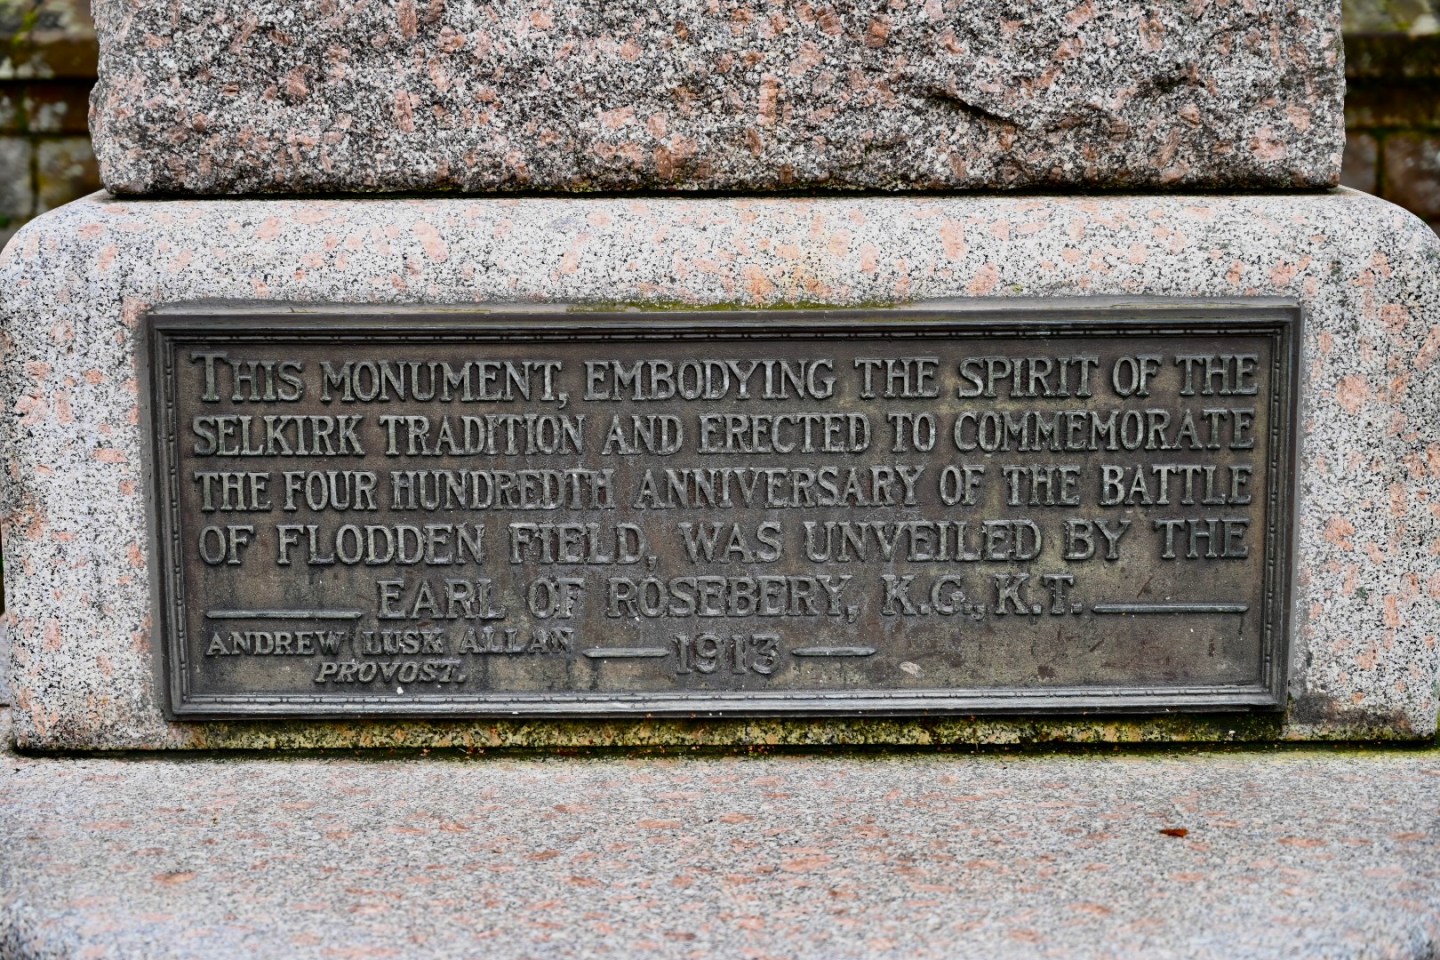 THIS MONUMENT, EMBODYING THE SPIRIT OF THE
SELKIRK TRADITION AND ERECTED TO COMMEMORATE
THE FOUR HUNDREDTH ANNIVERSARY OF THE BATTLE
OF FLODDEN FIELD, WAS UNVEILED BY THE
EARL OF ROSEBERY, K.G., K.T.
ANDREW LUSK ALLAN
PROVOST.
1913